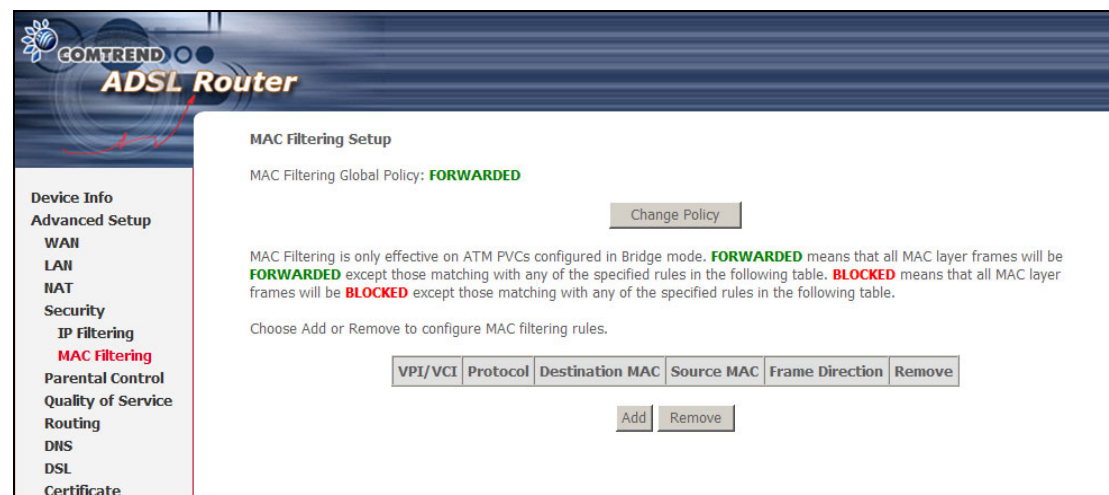 COMTREND
ADSL Router
Device Info
Advanced Setup
WAN
LAN
NAT
Security
IP Filtering
MAC Filtering
Parental Control
Quality of Service
Routing
DNS
DSL
Certificate
MAC Filtering Setup
MAC Filtering Global Policy: FORWARDED
Change Policy
MAC Filtering is only effective on ATM PVCs configured in Bridge mode. FORWARDED means that all MAC layer frames will be
FORWARDED except those matching with any of the specified rules in the following table. BLOCKED means that all MAC layer
frames will be BLOCKED except those matching with any of the specified rules in the following table.
Choose Add or Remove to configure MAC filtering rules.
VPI/VCI Protocol Destination MAC Source MAC Frame Direction Remove
Add Remove